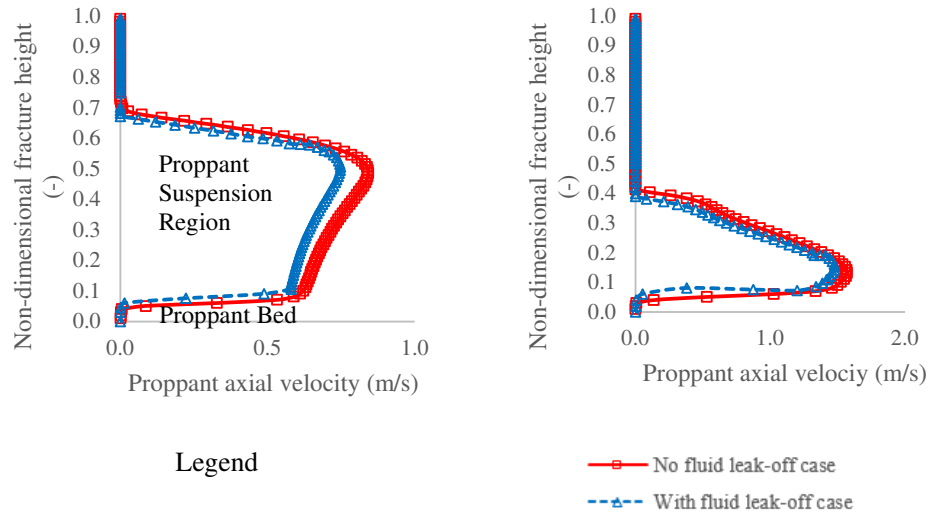 Non-dimensional fracture height
(-)
1.0
0.9
0.8
0.7
0.6
0.5
0.4
0.3
0.2
0.1
0.0
Proppant
Suspension
Region
Proppant Bed
0.0 0.5 1.0
Proppant axial velocity (m/s)
Non-dimensional fracture height
(-)
1.0
0.9
0.8
0.7
0.6
0.5
0.4
0.3
0.2
0.1
0.0
0.0 1.0 2.0
Proppant axial velociy (m/s)
Legend
No fluid leak-off case
With fluid leak-off case